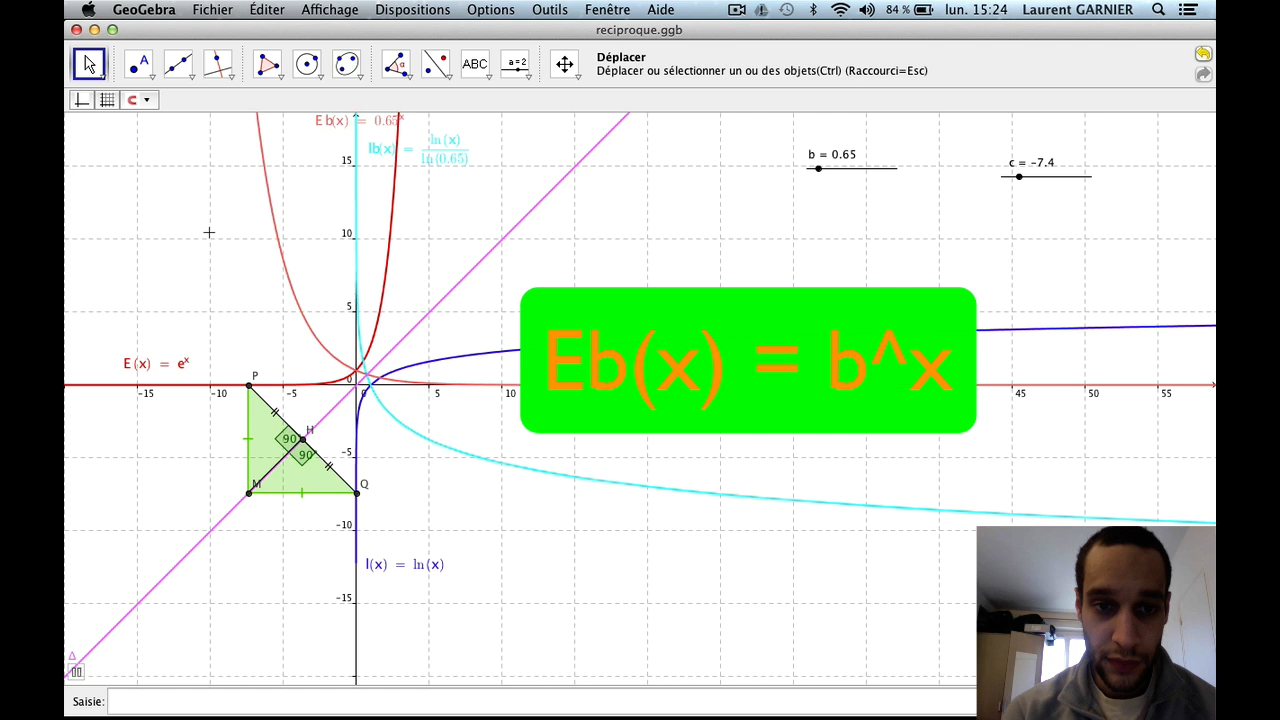 GeoGebra Fichier Éditer Affichage Dispositions Options Outils Fenêtre Aide 84 % lun. 15:24 Laurent GARNIER
reciproque.ggb
A
α
ABC
a=2
Déplacer
Déplacer ou sélectionner un ou des objets(Ctrl) (Raccourci=Esc)
Eb(x) = 0.65^x
lb(x) = ln(x)/ln(0.65)
b = 0.65
c = -7.4
15
10
5
0
E(x) = e^x
Eb(x) = b^x
-15 -10 -5 0 10 45 50 55
P
H
90°
90°
M
Q
-5
-10
l(x) = ln(x)
-15
Δ
Saisie: